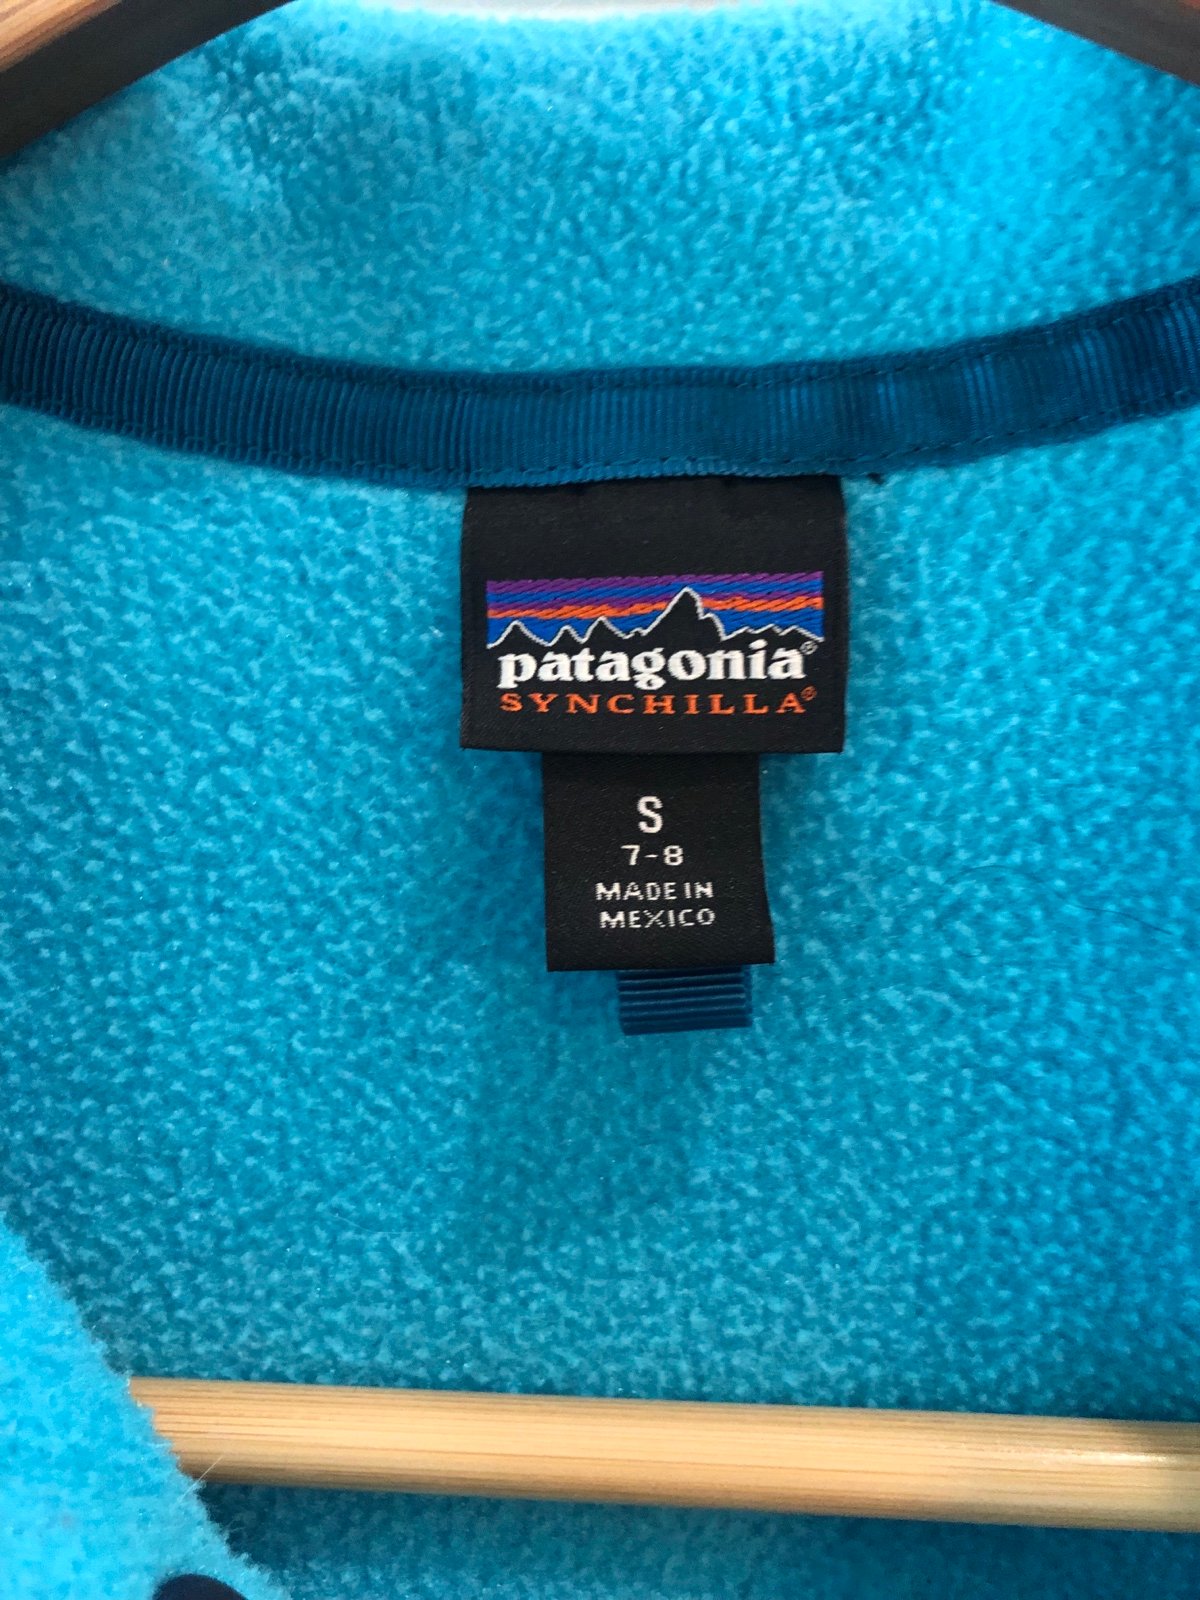 patagonia®
SYNCHILLA®
S
7-8
MADE IN
MEXICO